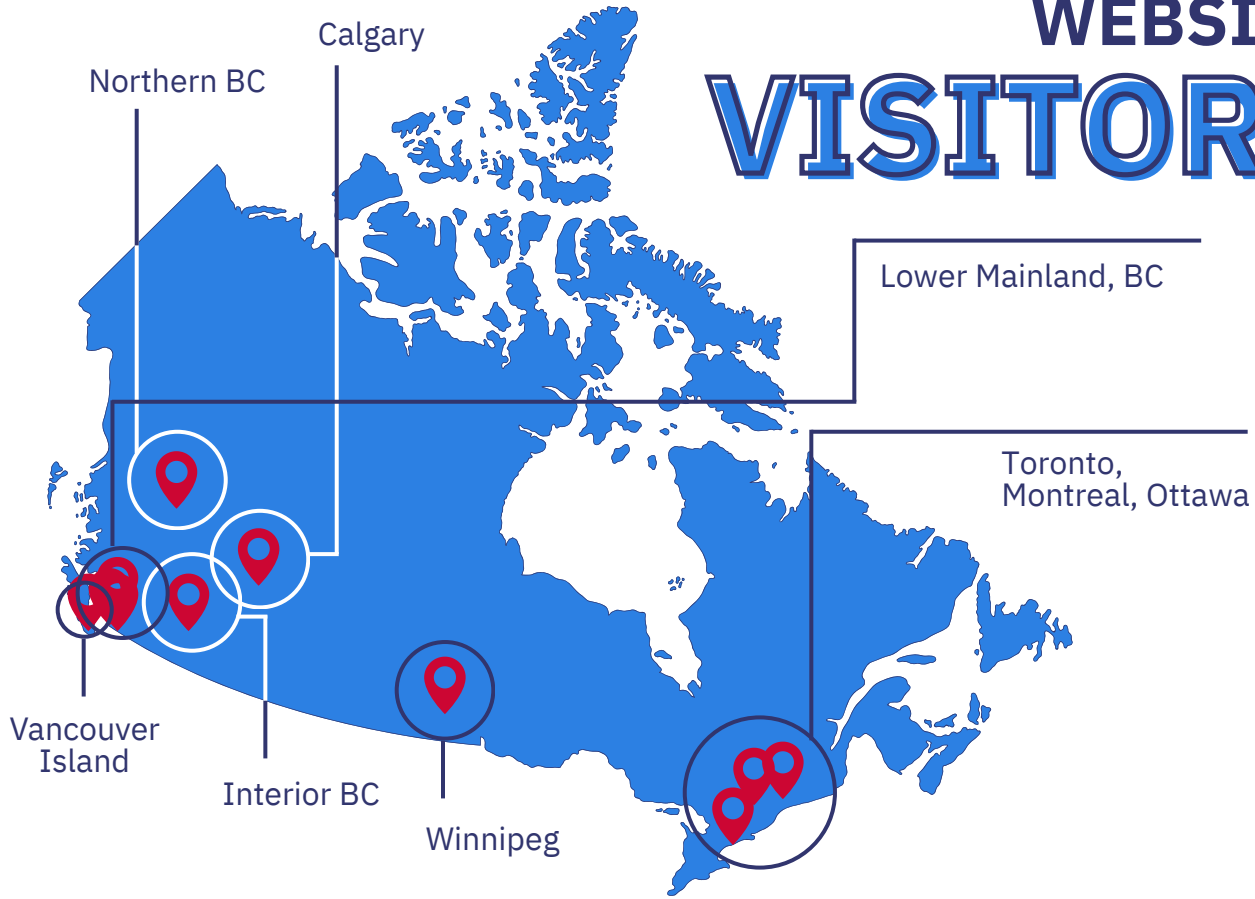 WEBSI
VISITOR
Calgary
Northern BC
Lower Mainland, BC
Toronto,
Montreal, Ottawa
Vancouver
Island
Interior BC
Winnipeg